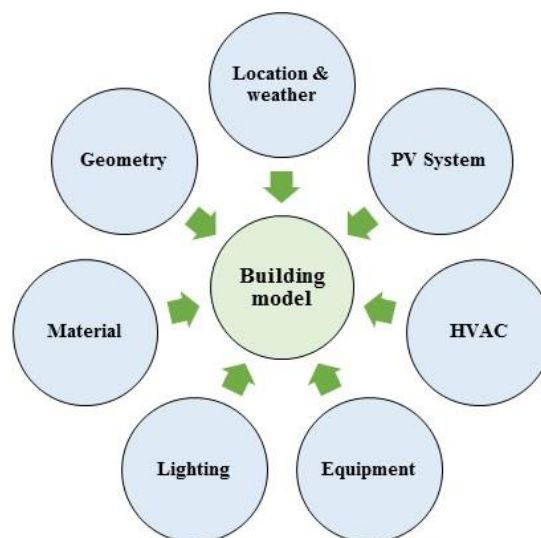 Location &
weather
Geometry
PV System
Building
model
Material
HVAC
Lighting
Equipment